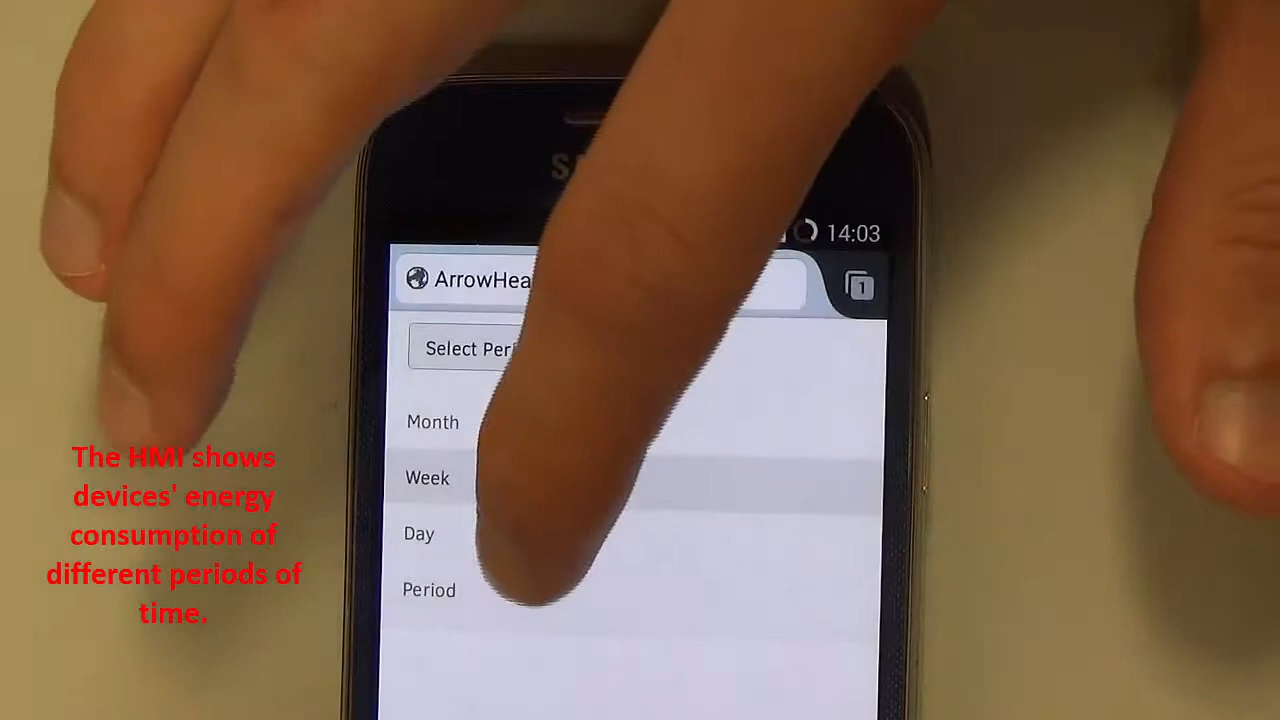 14:03
ArrowHea
1
Select Peri
Month
Week
Day
Period
The HMI shows
devices' energy
consumption of
different periods of
time.